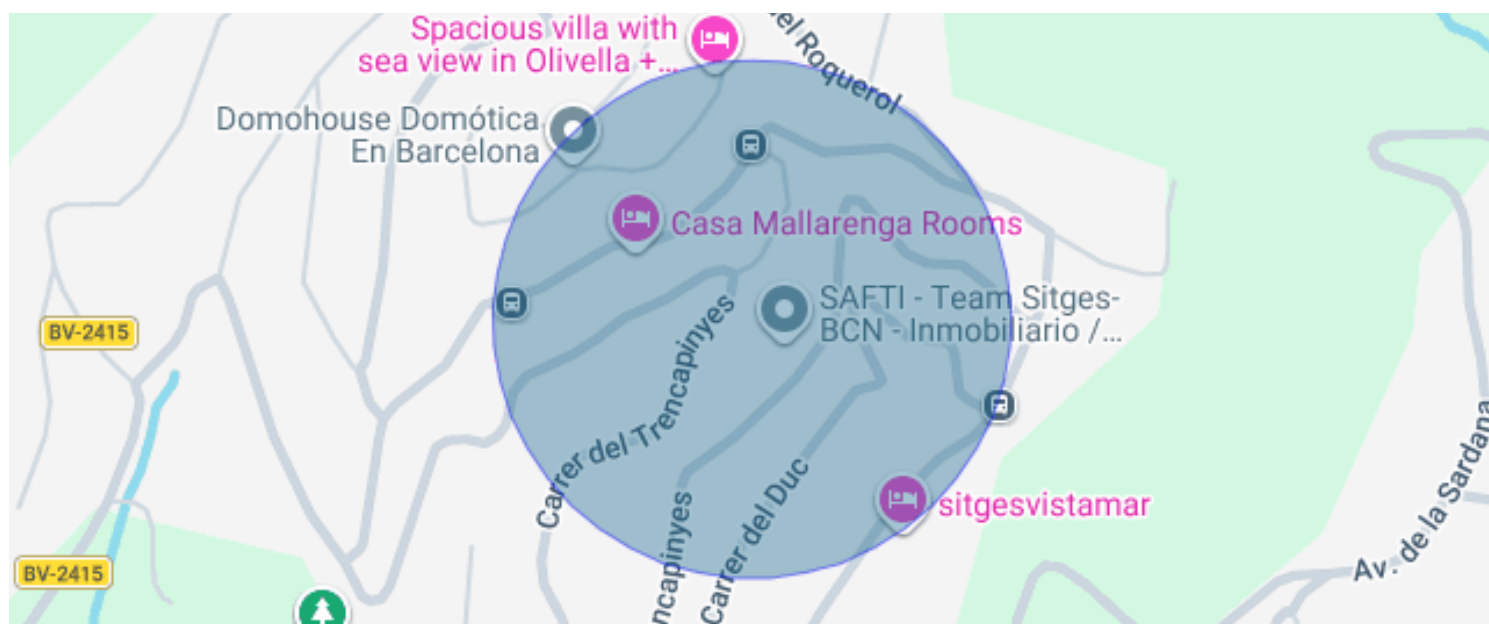 Spacious villa with
sea view in Olivella +...
del Roquerol
Domohouse Domótica
En Barcelona
Casa Mallarenga Rooms
SAFTI - Team Sitges-
BCN - Inmobiliario /...
BV-2415
Carrer del Trencapinyes
sitgesvistamar
Carrer del Duc
ncapinyes
Av. de la Sardana
BV-2415